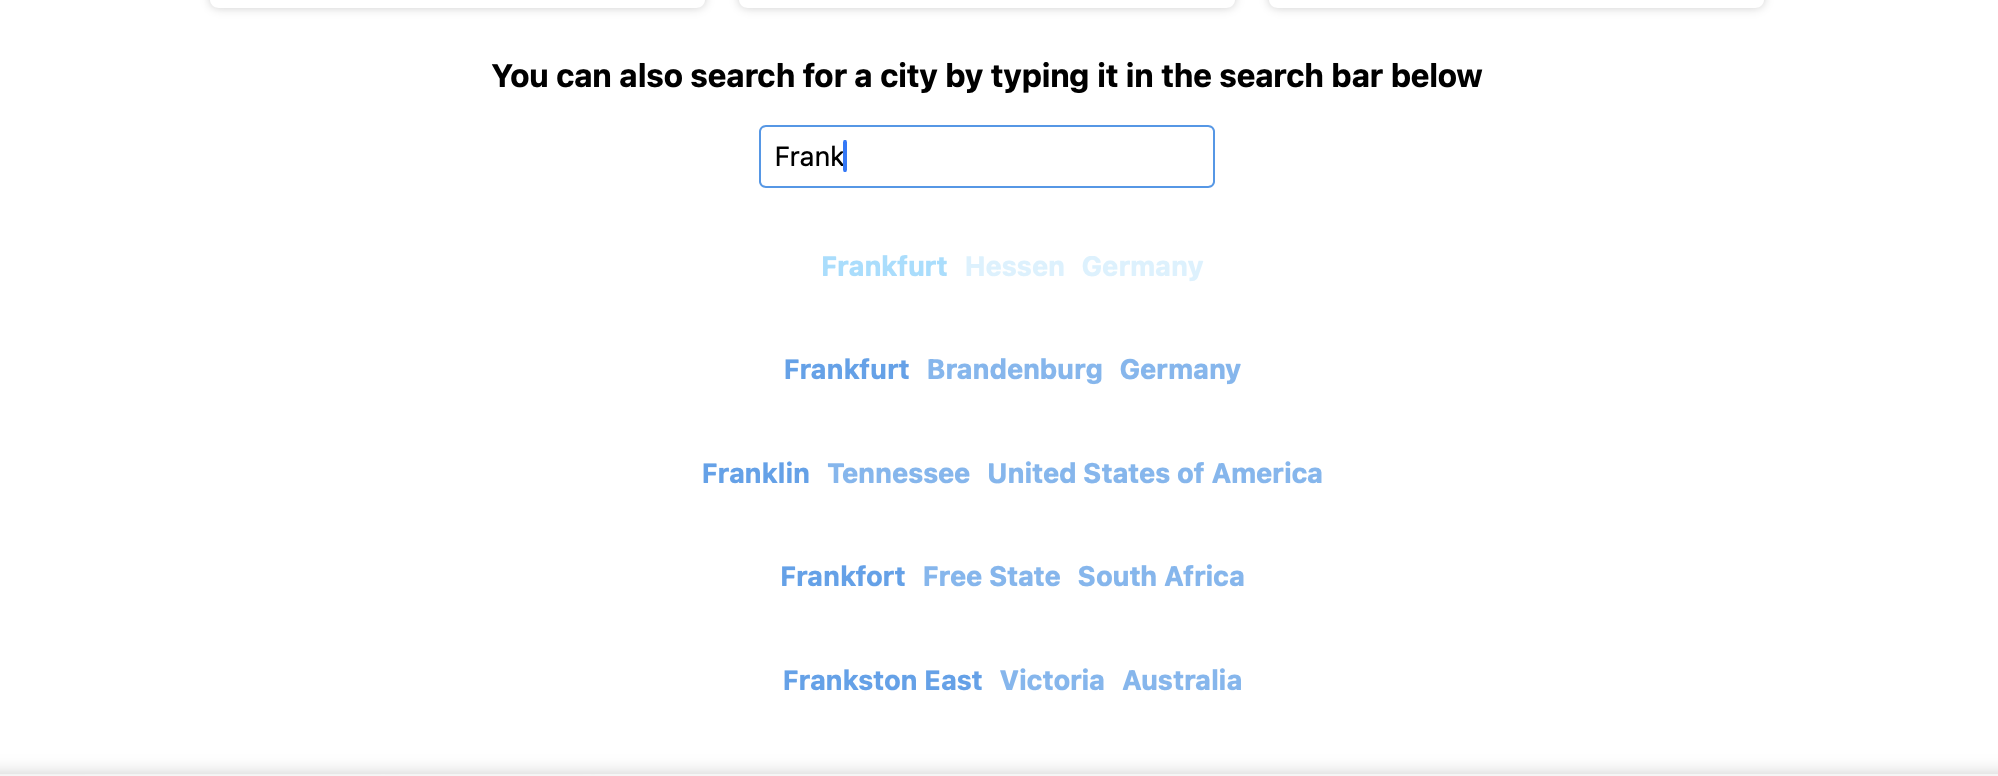 You can also search for a city by typing it in the search bar below
Frank
Frankfurt Hessen Germany
Frankfurt Brandenburg Germany
Franklin Tennessee United States of America
Frankfort Free State South Africa
Frankston East Victoria Australia